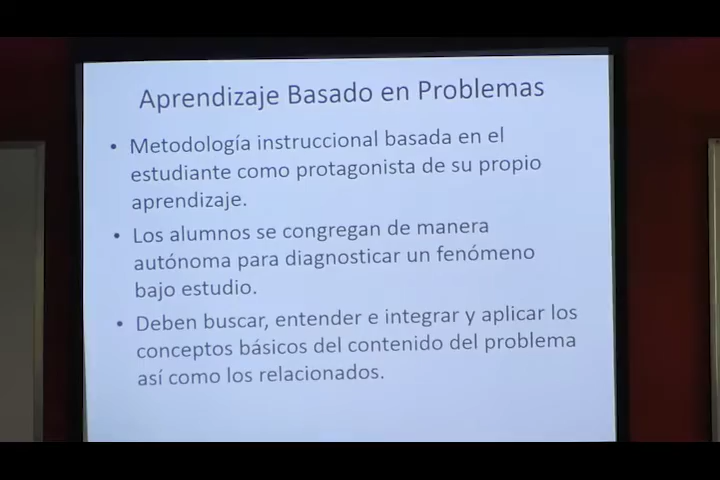 Aprendizaje Basado en Problemas
• Metodología instruccional basada en el
estudiante como protagonista de su propio
aprendizaje.
• Los alumnos se congregan de manera
autónoma para diagnosticar un fenómeno
bajo estudio.
• Deben buscar, entender e integrar y aplicar los
conceptos básicos del contenido del problema
así como los relacionados.